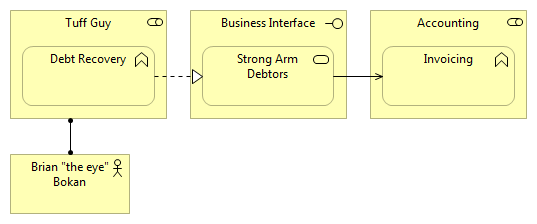 Tuff Guy
Debt Recovery
Business Interface
Strong Arm
Debtors
Accounting
Invoicing
Brian "the eye"
Bokan